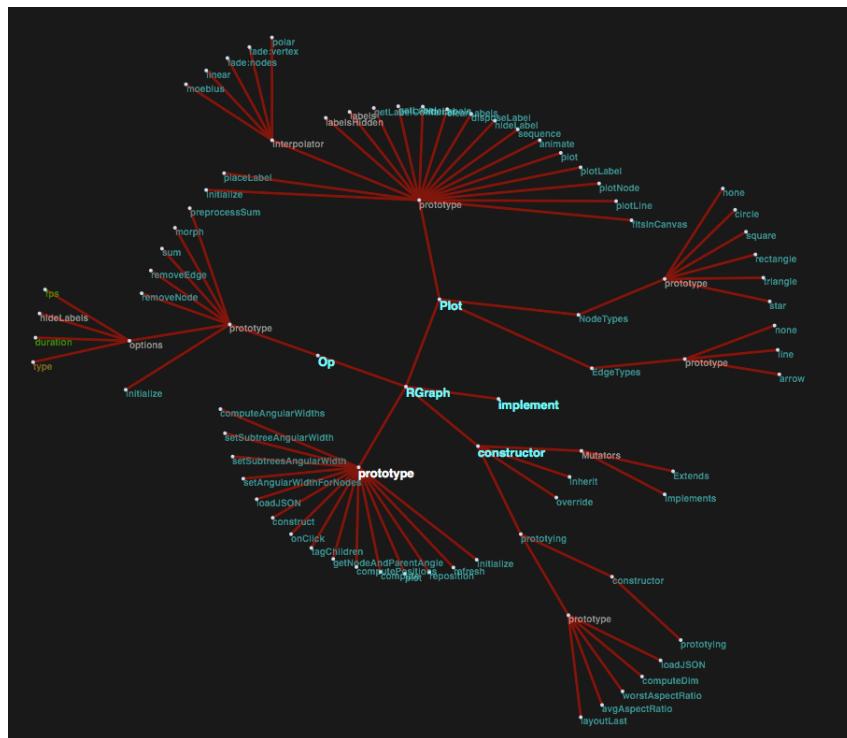 polar
fade:vertex
fade:nodes
linear
moebius
interpolator
labels
labelsHidden
disposeLabel
hideLabel
sequence
animate
plot
plotLabel
plotNode
plotLine
fitsInCanvas
prototype
placeLabel
initialize
preprocessSum
morph
sum
removeEdge
removeNode
fps
hideLabels
duration
type
options
prototype
initialize
Op
Plot
none
circle
square
rectangle
triangle
star
prototype
NodeTypes
none
line
arrow
prototype
EdgeTypes
RGraph
implement
computeAngularWidths
setSubtreeAngularWidth
setSubtreesAngularWidth
prototype
setAngularWidthForNodes
loadJSON
construct
onClick
tagChildren
getNodeAndParentAngle
computePositions
compute
plot
reposition
refresh
initialize
constructor
Mutators
Extends
Implements
inherit
override
prototying
constructor
prototype
prototying
loadJSON
computeDim
worstAspectRatio
avgAspectRatio
layoutLast